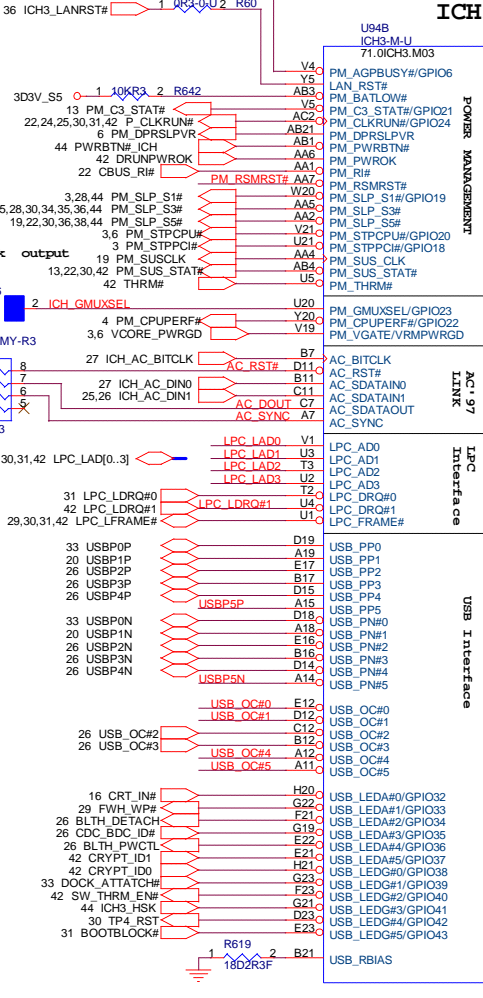 ICH
36 ICH3_LANRST# 1 0R3-0-U 2 R60
U94B
ICH3-M-U
71.0ICH3.M03
V4 PM_AGPBUSY#/GPIO6
Y5 LAN_RST#
3D3V_S5 1 10KR3 2 R642 AB3 PM_BATLOW#
13 PM_C3_STAT# V5 PM_C3_STAT#/GPIO21
22,24,25,30,31,42 P_CLKRUN# AC2 PM_CLKRUN#/GPIO24
6 PM_DPRSLPVR AB21 PM_DPRSLPVR
44 PWRBTN#_ICH AB1 PM_PWRBTN#
42 DRUNPWROK AA6 PM_PWROK
22 CBUS_RI# AA1 PM_RI#
PM_RSMRST# AA7 PM_RSMRST#
3,28,44 PM_SLP_S1# W20 PM_SLP_S1#/GPIO19
5,28,30,34,35,36,44 PM_SLP_S3# AA5 PM_SLP_S3#
19,22,30,36,38,44 PM_SLP_S5# AA2 PM_SLP_S5#
3,6 PM_STPCPU# V21 PM_STPCPU#/GPIO20
3 PM_STPPCI# U21 PM_STPPCI#/GPIO18
k output
19 PM_SUSCLK AA4 PM_SUS_CLK
13,22,30,42 PM_SUS_STAT# AB4 PM_SUS_STAT#
42 THRM# U5 PM_THRM#
POWER MANAGEMENT
2 ICH_GMUXSEL U20 PM_GMUXSEL/GPIO23
4 PM_CPUPERF# Y20 PM_CPUPERF#/GPIO22
3,6 VCORE_PWRGD V19 PM_VGATE/VRMPWRGD
MY-R3
27 ICH_AC_BITCLK B7 AC_BITCLK
8 AC_RST# D11 AC_RST#
7 27 ICH_AC_DIN0 B11 AC_SDATAIN0
6 25,26 ICH_AC_DIN1 C11 AC_SDATAIN1
5 AC_DOUT C7 AC_SDATAOUT
3 AC_SYNC A7 AC_SYNC
AC'97 LINK
LPC_LAD0 V1 LPC_AD0
30,31,42 LPC_LAD[0..3] LPC_LAD1 U3 LPC_AD1
LPC_LAD2 T3 LPC_AD2
LPC_LAD3 U2 LPC_AD3
31 LPC_LDRQ#0 T2 LPC_DRQ#0
42 LPC_LDRQ#1 LPC_LDRQ#1 U4 LPC_DRQ#1
29,30,31,42 LPC_LFRAME# U1 LPC_FRAME#
LPC Interface
33 USBP0P D19 USB_PP0
20 USBP1P A19 USB_PP1
26 USBP2P E17 USB_PP2
26 USBP3P B17 USB_PP3
26 USBP4P D15 USB_PP4
USBP5P A15 USB_PP5
33 USBP0N D18 USB_PN#0
20 USBP1N A18 USB_PN#1
26 USBP2N E16 USB_PN#2
26 USBP3N B16 USB_PN#3
26 USBP4N D14 USB_PN#4
USBP5N A14 USB_PN#5
USB Interface
USB_OC#0 E12 USB_OC#0
USB_OC#1 D12 USB_OC#1
26 USB_OC#2 C12 USB_OC#2
26 USB_OC#3 B12 USB_OC#3
USB_OC#4 A12 USB_OC#4
USB_OC#5 A11 USB_OC#5
16 CRT_IN# H20 USB_LEDA#0/GPIO32
29 FWH_WP# G22 USB_LEDA#1/GPIO33
26 BLTH_DETACH F21 USB_LEDA#2/GPIO34
26 CDC_BDC_ID# G19 USB_LEDA#3/GPIO35
26 BLTH_PWCTL E22 USB_LEDA#4/GPIO36
42 CRYPT_ID1 E21 USB_LEDA#5/GPIO37
42 CRYPT_ID0 H21 USB_LEDG#0/GPIO38
33 DOCK_ATTATCH# G23 USB_LEDG#1/GPIO39
42 SW_THRM_EN# F23 USB_LEDG#2/GPIO40
44 ICH3_HSK G21 USB_LEDG#3/GPIO41
30 TP4_RST D23 USB_LEDG#4/GPIO42
31 BOOTBLOCK# E23 USB_LEDG#5/GPIO43
R619
1 18D2R3F 2 B21 USB_RBIAS